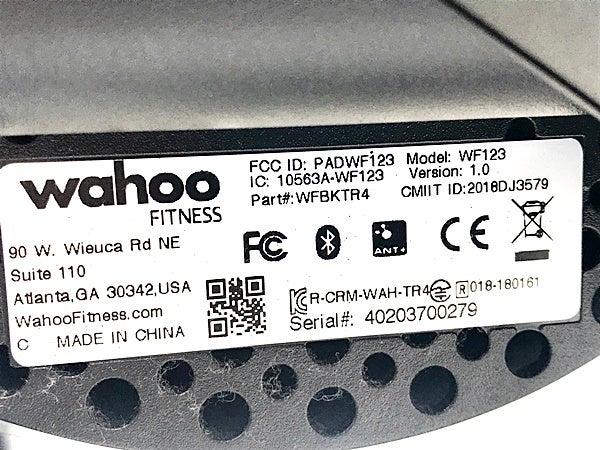 wahoo
FITNESS
FCC ID: PADWF123 Model: WF123
IC: 10563A-WF123 Version: 1.0
Part#:WFBKTR4 CMIIT ID:2018DJ3579
90 W. Wieuca Rd NE
Suite 110
Atlanta,GA 30342,USA
WahooFitness.com
C MADE IN CHINA
FC
ANT+
CE
R-CRM-WAH-TR4 R 018-180161
Serial#: 40203700279